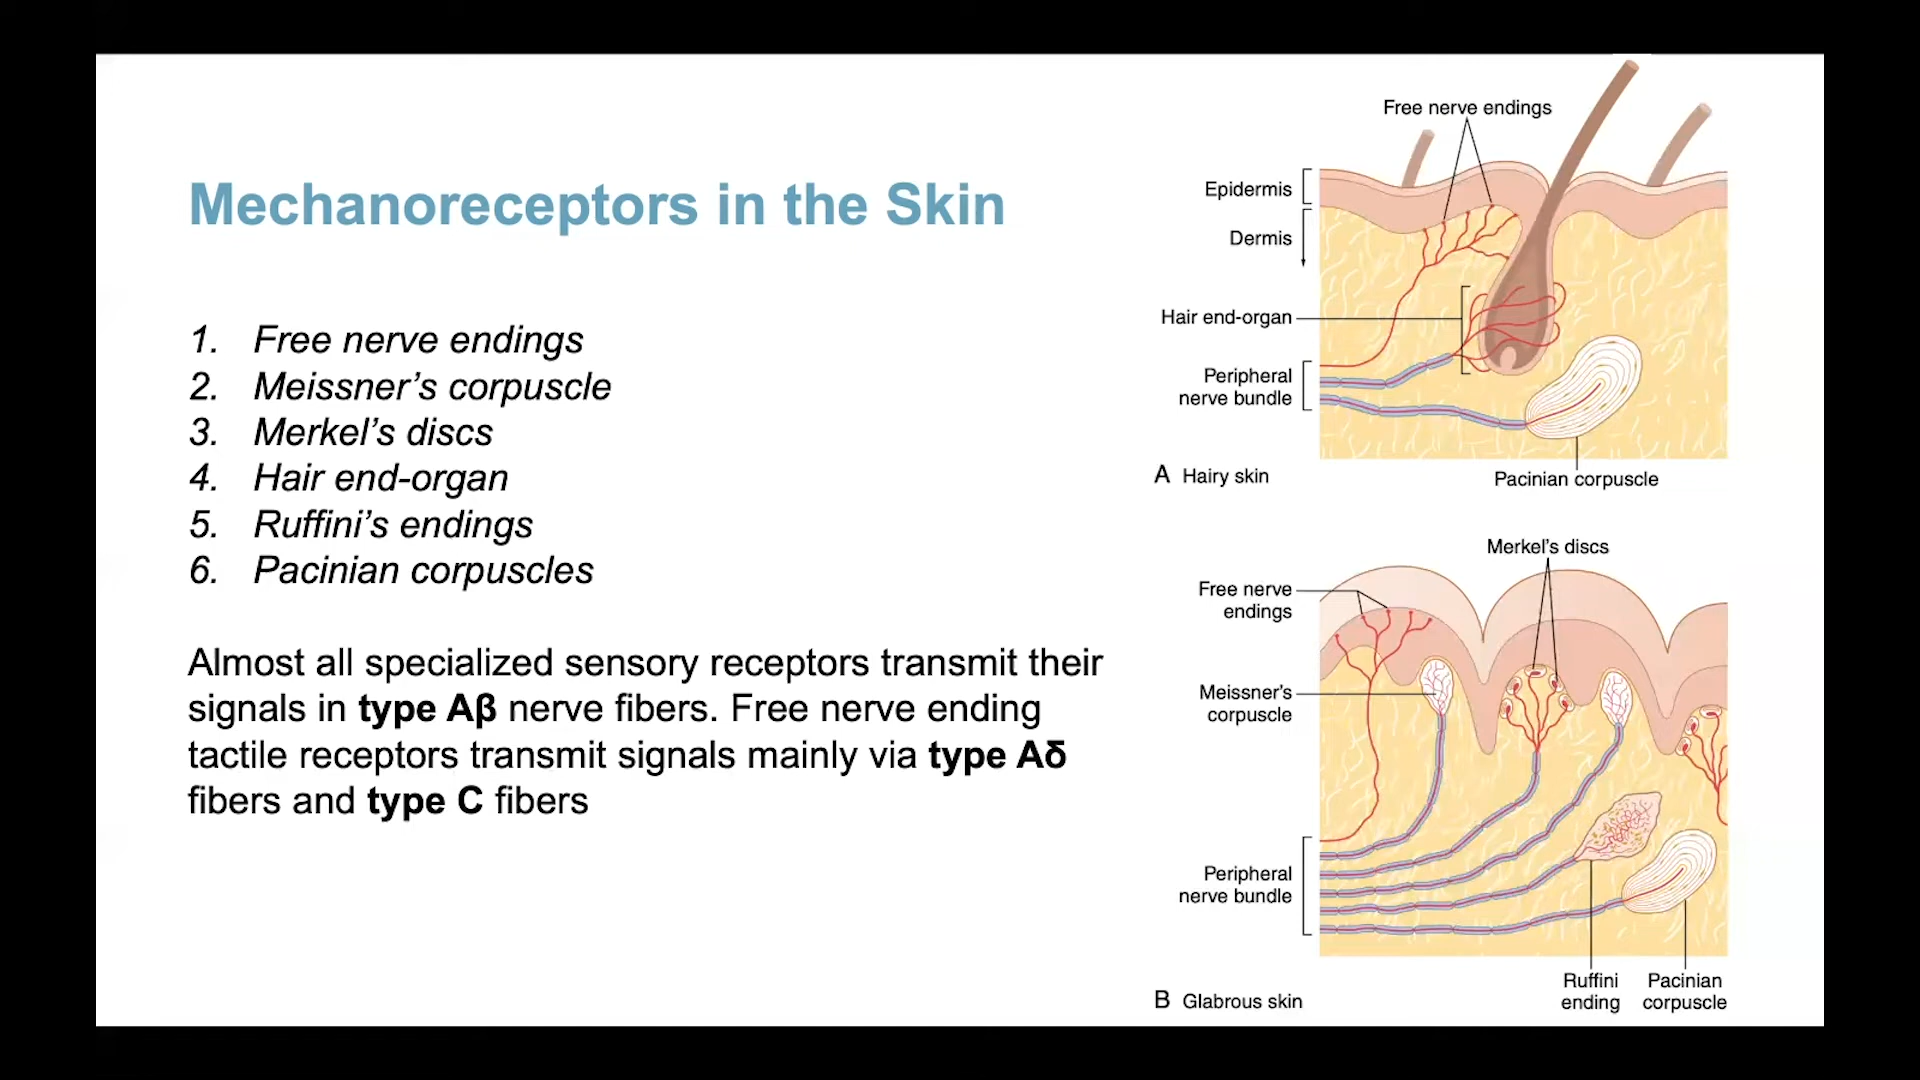 Mechanoreceptors in the Skin
1. Free nerve endings
2. Meissner’s corpuscle
3. Merkel’s discs
4. Hair end-organ
5. Ruffini’s endings
6. Pacinian corpuscles
Almost all specialized sensory receptors transmit their
signals in type Aβ nerve fibers. Free nerve ending
tactile receptors transmit signals mainly via type Aδ
fibers and type C fibers
Free nerve endings
Epidermis
Dermis
Hair end-organ
Peripheral
nerve bundle
A Hairy skin
Pacinian corpuscle
Merkel’s discs
Free nerve
endings
Meissner’s
corpuscle
Peripheral
nerve bundle
Ruffini
ending
Pacinian
corpuscle
B Glabrous skin